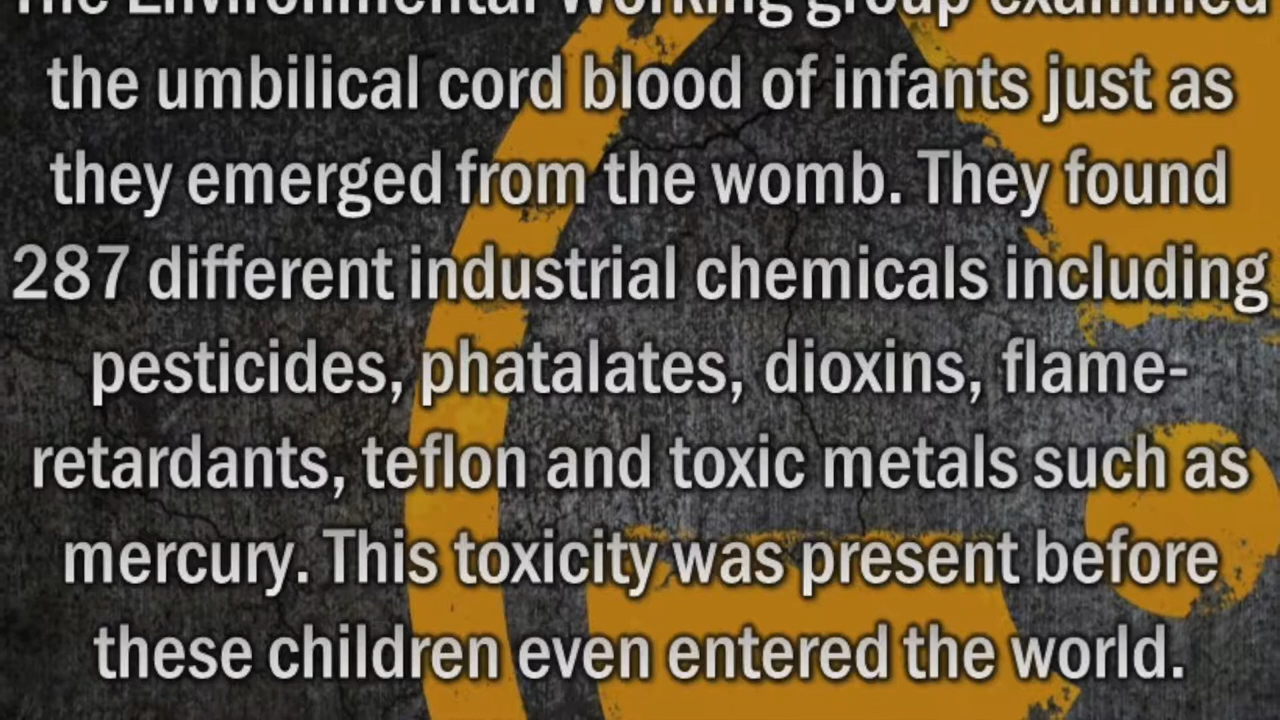 The Environmental Working group examined
the umbilical cord blood of infants just as
they emerged from the womb. They found
287 different industrial chemicals including
pesticides, phatalates, dioxins, flame-
retardants, teflon and toxic metals such as
mercury. This toxicity was present before
these children even entered the world.